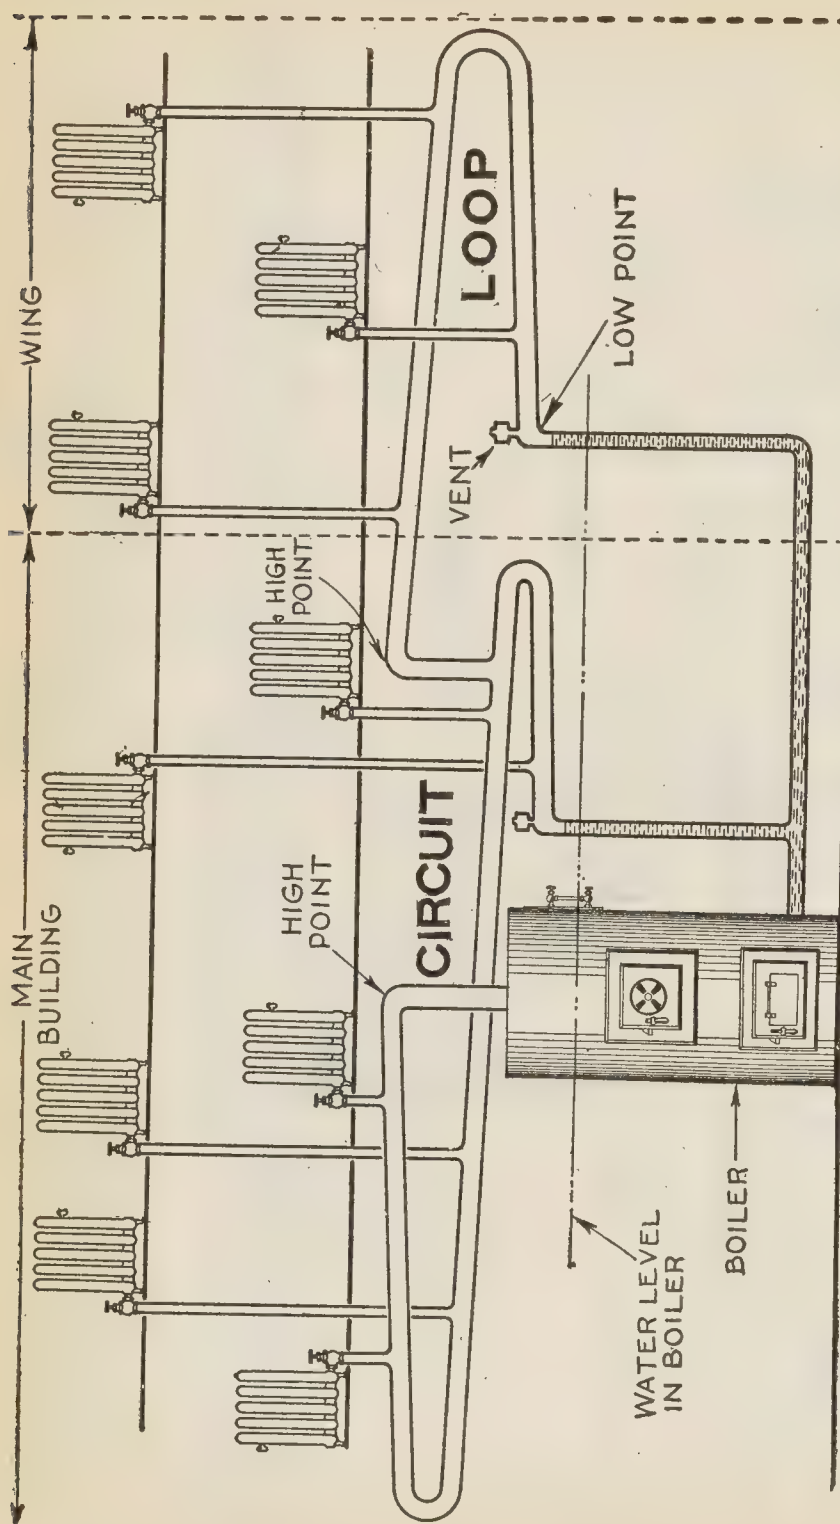 MAIN
BUILDING
WING
HIGH
POINT
CIRCUIT
HIGH
POINT
LOOP
VENT
LOW POINT
WATER LEVEL
IN BOILER
BOILER